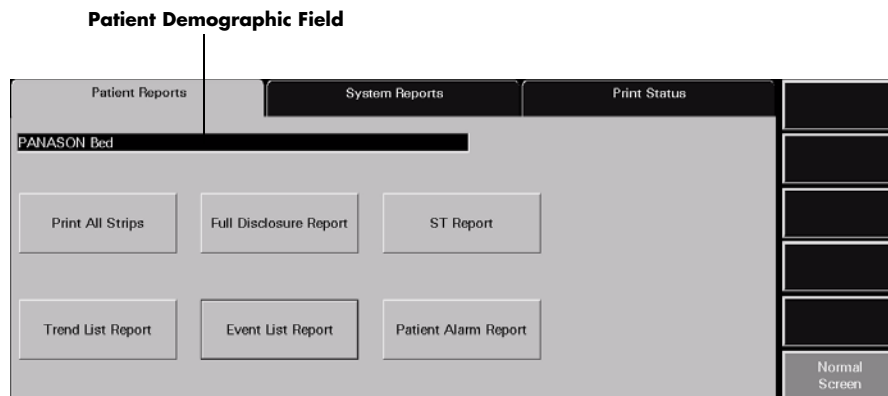 Patient Demographic Field
Patient Reports
System Reports
Print Status
PANASON Bed
Print All Strips
Full Disclosure Report
ST Report
Trend List Report
Event List Report
Patient Alarm Report
Normal
Screen